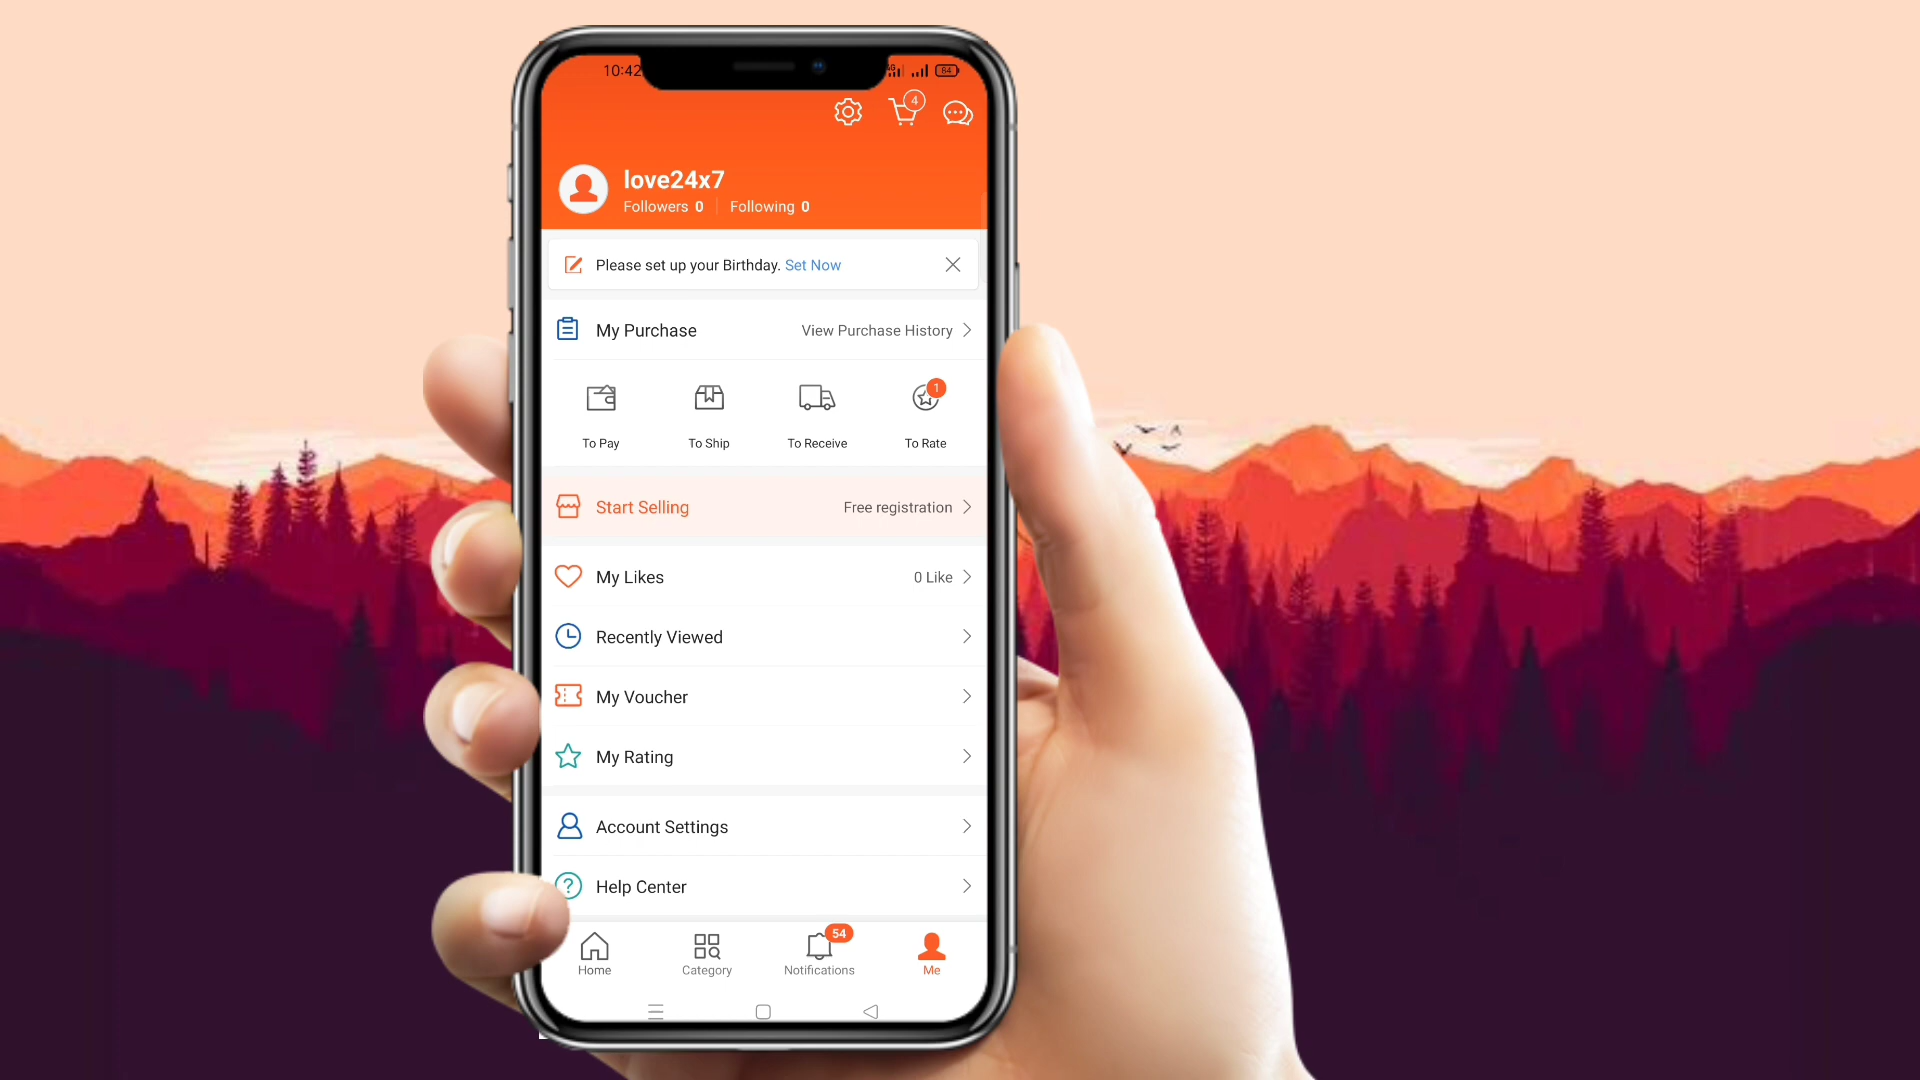 10:42
4G
84
4
love24x7
Followers 0
Following 0
Please set up your Birthday. Set Now
My Purchase
View Purchase History
1
To Pay
To Ship
To Receive
To Rate
Start Selling
Free registration
My Likes
0 Like
Recently Viewed
My Voucher
My Rating
Account Settings
Help Center
54
Home
Category
Notifications
Me